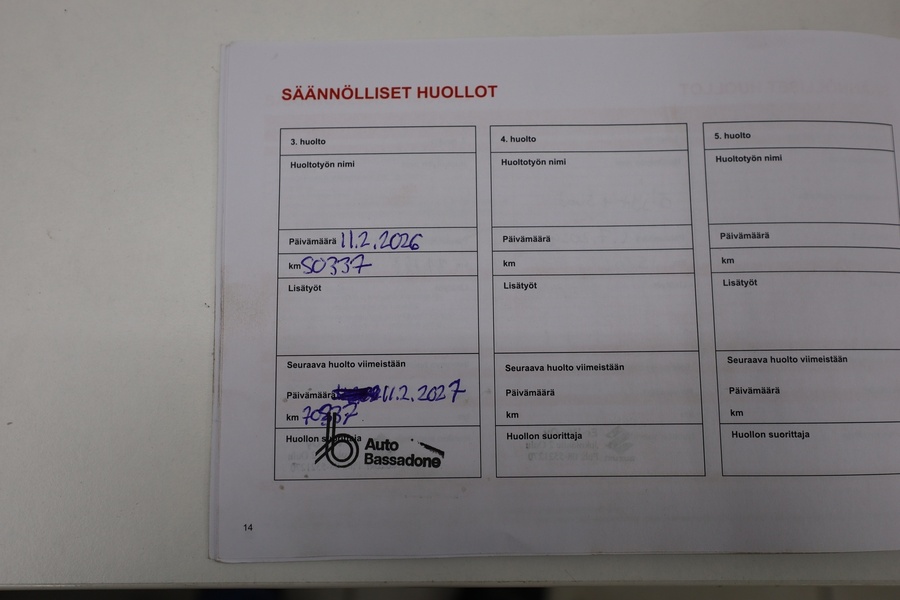 SÄÄNNÖLLISET HUOLLOT
3. huolto
Huoltotyön nimi
Päivämäärä 11.2.2026
km 50337
Lisätyöt
Seuraava huolto viimeistään
Päivämäärä 11.2.2027
km 70337
Huollon suorittaja
Auto
Bassadone
4. huolto
Huoltotyön nimi
Päivämäärä
km
Lisätyöt
Seuraava huolto viimeistään
Päivämäärä
km
Huollon suorittaja
5. huolto
Huoltotyön nimi
Päivämäärä
km
Lisätyöt
Seuraava huolto viimeistään
Päivämäärä
km
Huollon suorittaja
14